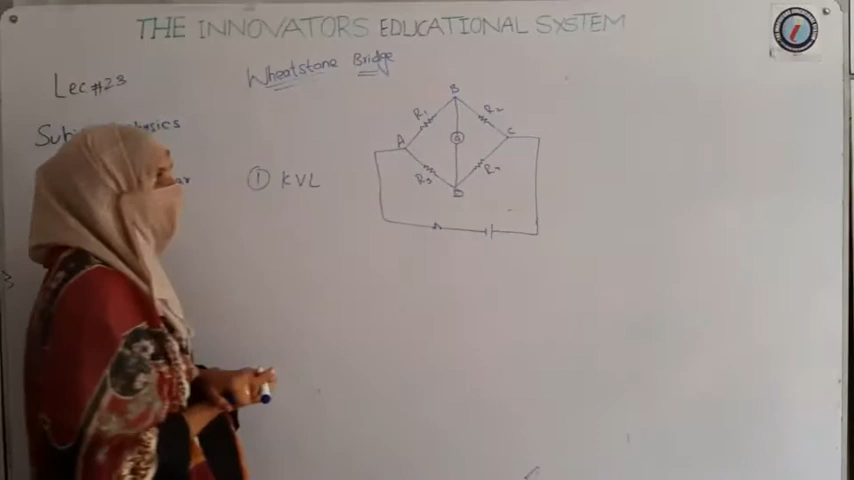 THE INNOVATORS EDUCATIONAL SYSTEM
Lec #23
Wheatstone Bridge
① KVL
B
R1
R2
A
G
C
R3
R4
D
i